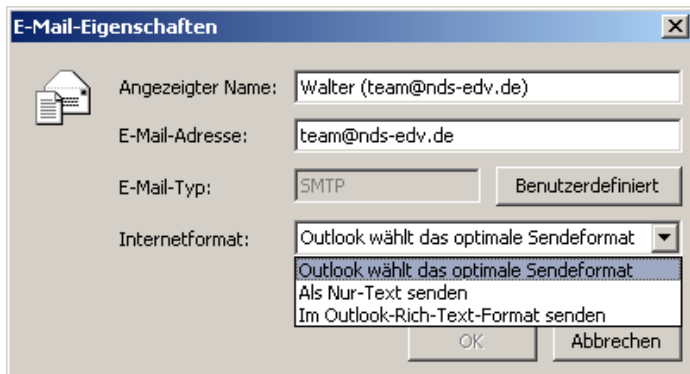 E-Mail-Eigenschaften
Angezeigter Name: Walter (team@nds-edv.de)
E-Mail-Adresse: team@nds-edv.de
E-Mail-Typ: SMTP Benutzerdefiniert
Internetformat: Outlook wählt das optimale Sendeformat
Outlook wählt das optimale Sendeformat
Als Nur-Text senden
Im Outlook-Rich-Text-Format senden
OK Abbrechen